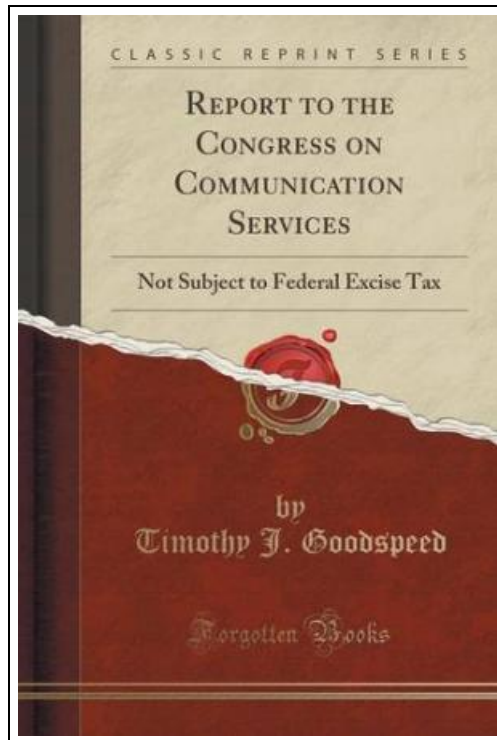 CLASSIC REPRINT SERIES
REPORT TO THE
CONGRESS ON
COMMUNICATION
SERVICES
Not Subject to Federal Excise Tax
by
Timothy J. Goodspeed
Forgotten Books